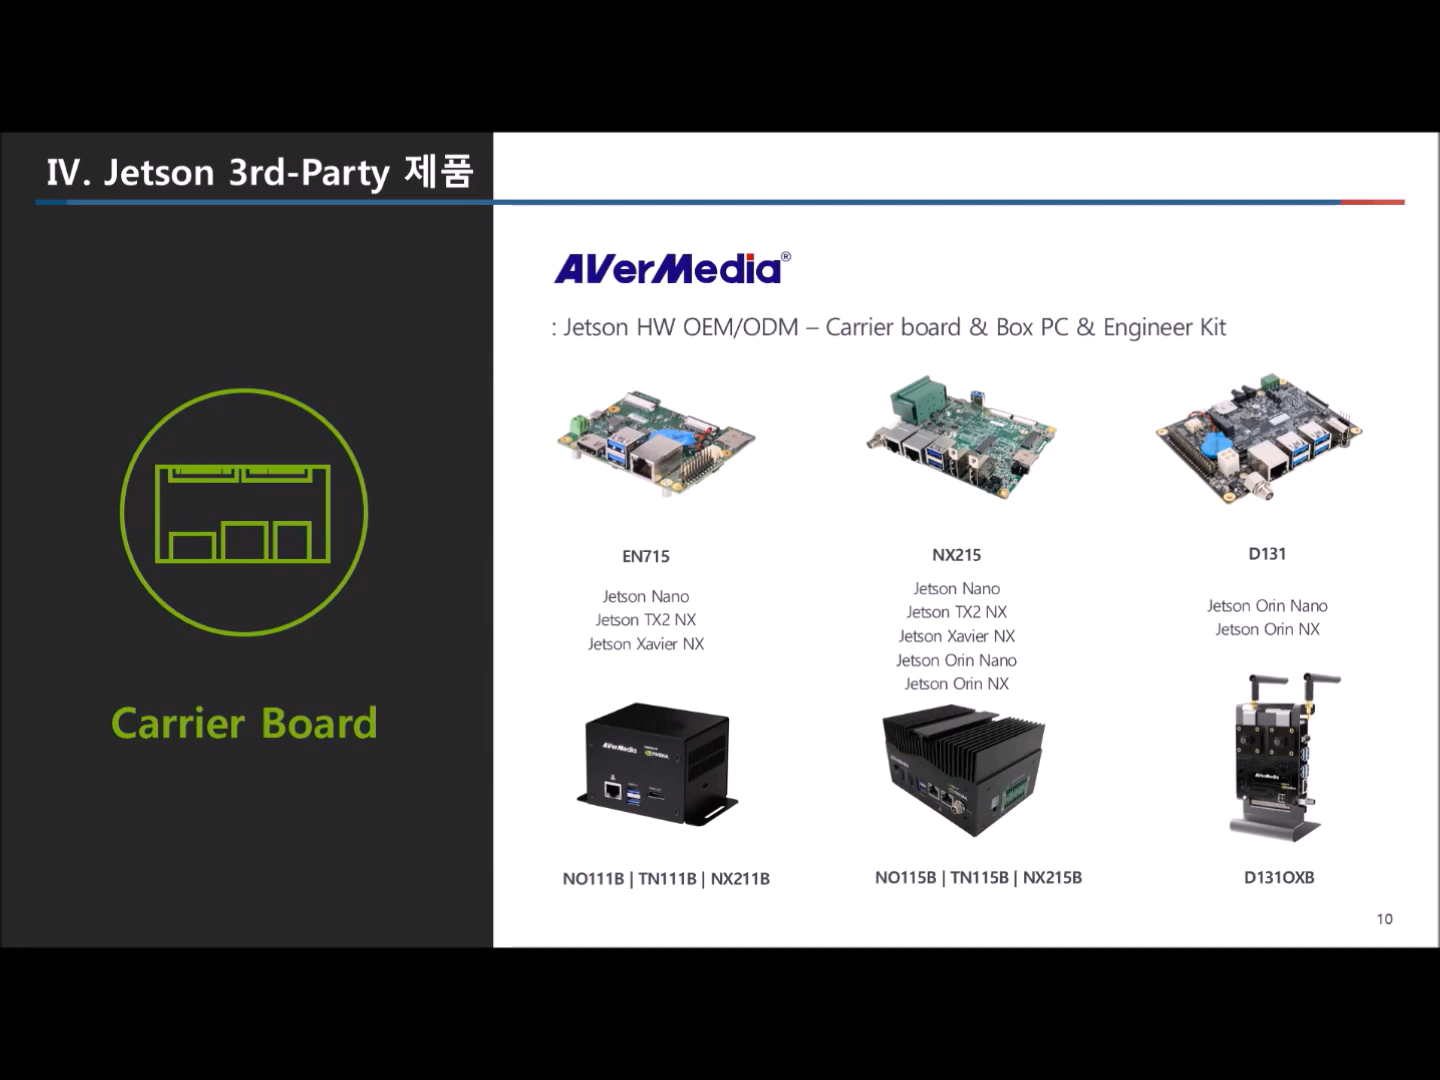 IV. Jetson 3rd-Party 제품
AVerMedia®
: Jetson HW OEM/ODM – Carrier board & Box PC & Engineer Kit
Carrier Board
EN715
Jetson Nano
Jetson TX2 NX
Jetson Xavier NX
NX215
Jetson Nano
Jetson TX2 NX
Jetson Xavier NX
Jetson Orin Nano
Jetson Orin NX
D131
Jetson Orin Nano
Jetson Orin NX
AVerMedia
NVIDIA
AVerMedia
NO111B | TN111B | NX211B
NO115B | TN115B | NX215B
D131OXB
10